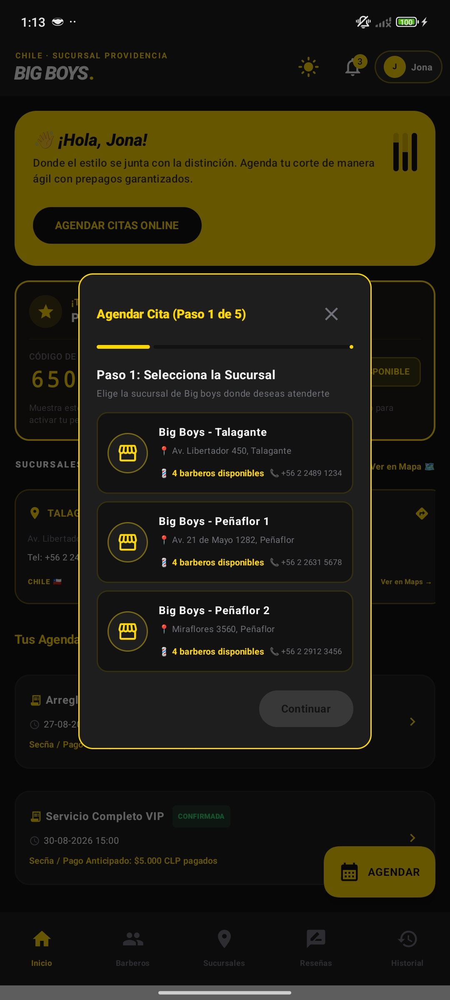 1:13
100
CHILE · SUCURSAL PROVIDENCIA
BIG BOYS.
3
J
Jona
¡Hola, Jona!
Donde el estilo se junta con la distinción. Agenda tu corte de manera
ágil con prepagos garantizados.
AGENDAR CITAS ONLINE
Agendar Cita (Paso 1 de 5)
CÓDIGO DE
650
Muestra
activar tu
para
Paso 1: Selecciona la Sucursal
Elige la sucursal de Big boys donde deseas atenderte
Big Boys - Talagante
Av. Libertador 450, Talagante
4 barberos disponibles +56 2 2489 1234
SUCURSALES
Ver en Mapa
Big Boys - Peñaflor 1
Av. 21 de Mayo 1282, Peñaflor
4 barberos disponibles +56 2 2631 5678
Av.
Tel: +56 2 24
CHILE
Ver en Maps →
Big Boys - Peñaflor 2
Miraflores 3560, Peñaflor
4 barberos disponibles +56 2 2912 3456
Tus
Continuar
27-08-20
Secña / Pago
Servicio Completo VIP
CONFIRMADA
30-08-2026 15:00
Secña / Pago Anticipado: $5.000 CLP pagados
AGENDAR
Inicio
Barberos
Sucursales
Reseñas
Historial